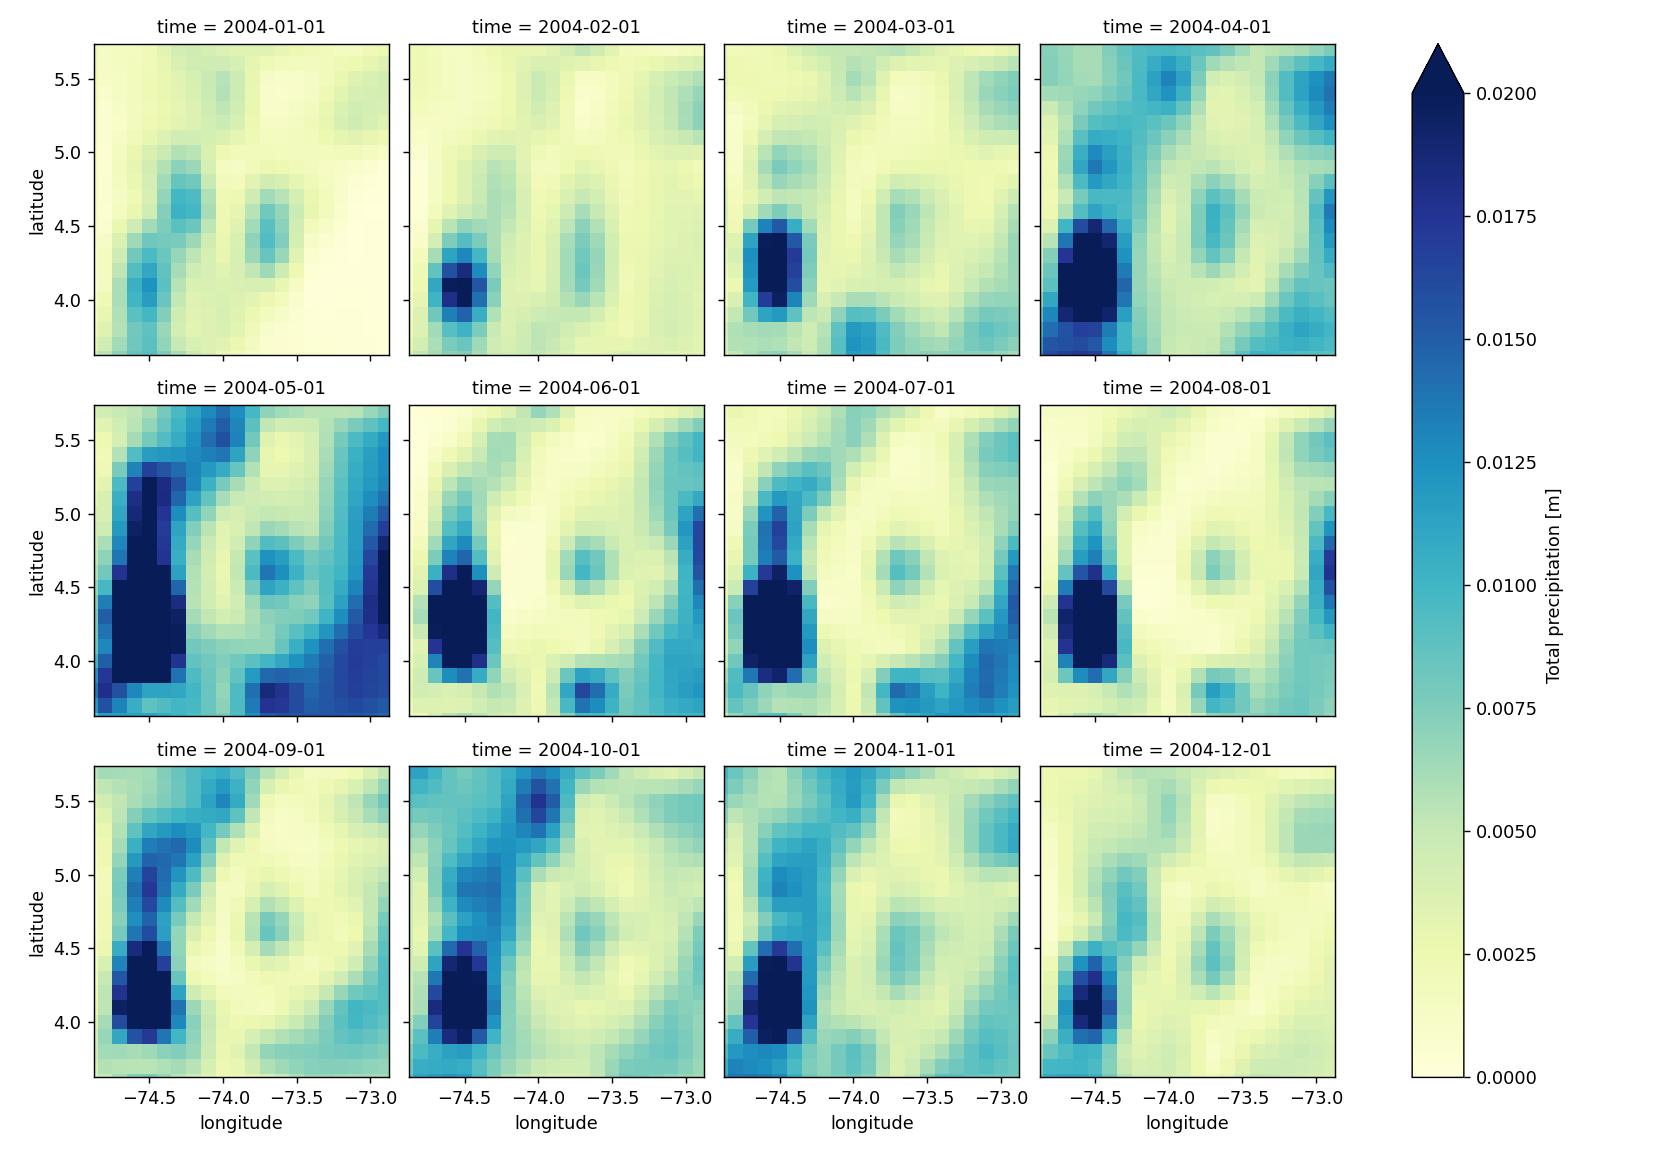 time = 2004-01-01
time = 2004-02-01
time = 2004-03-01
time = 2004-04-01
latitude
5.5
5.0
4.5
4.0
time = 2004-05-01
time = 2004-06-01
time = 2004-07-01
time = 2004-08-01
latitude
5.5
5.0
4.5
4.0
time = 2004-09-01
time = 2004-10-01
time = 2004-11-01
time = 2004-12-01
latitude
5.5
5.0
4.5
4.0
−74.5 −74.0 −73.5 −73.0
longitude
−74.5 −74.0 −73.5 −73.0
longitude
−74.5 −74.0 −73.5 −73.0
longitude
−74.5 −74.0 −73.5 −73.0
longitude
0.0200
0.0175
0.0150
0.0125
0.0100
0.0075
0.0050
0.0025
0.0000
Total precipitation [m]